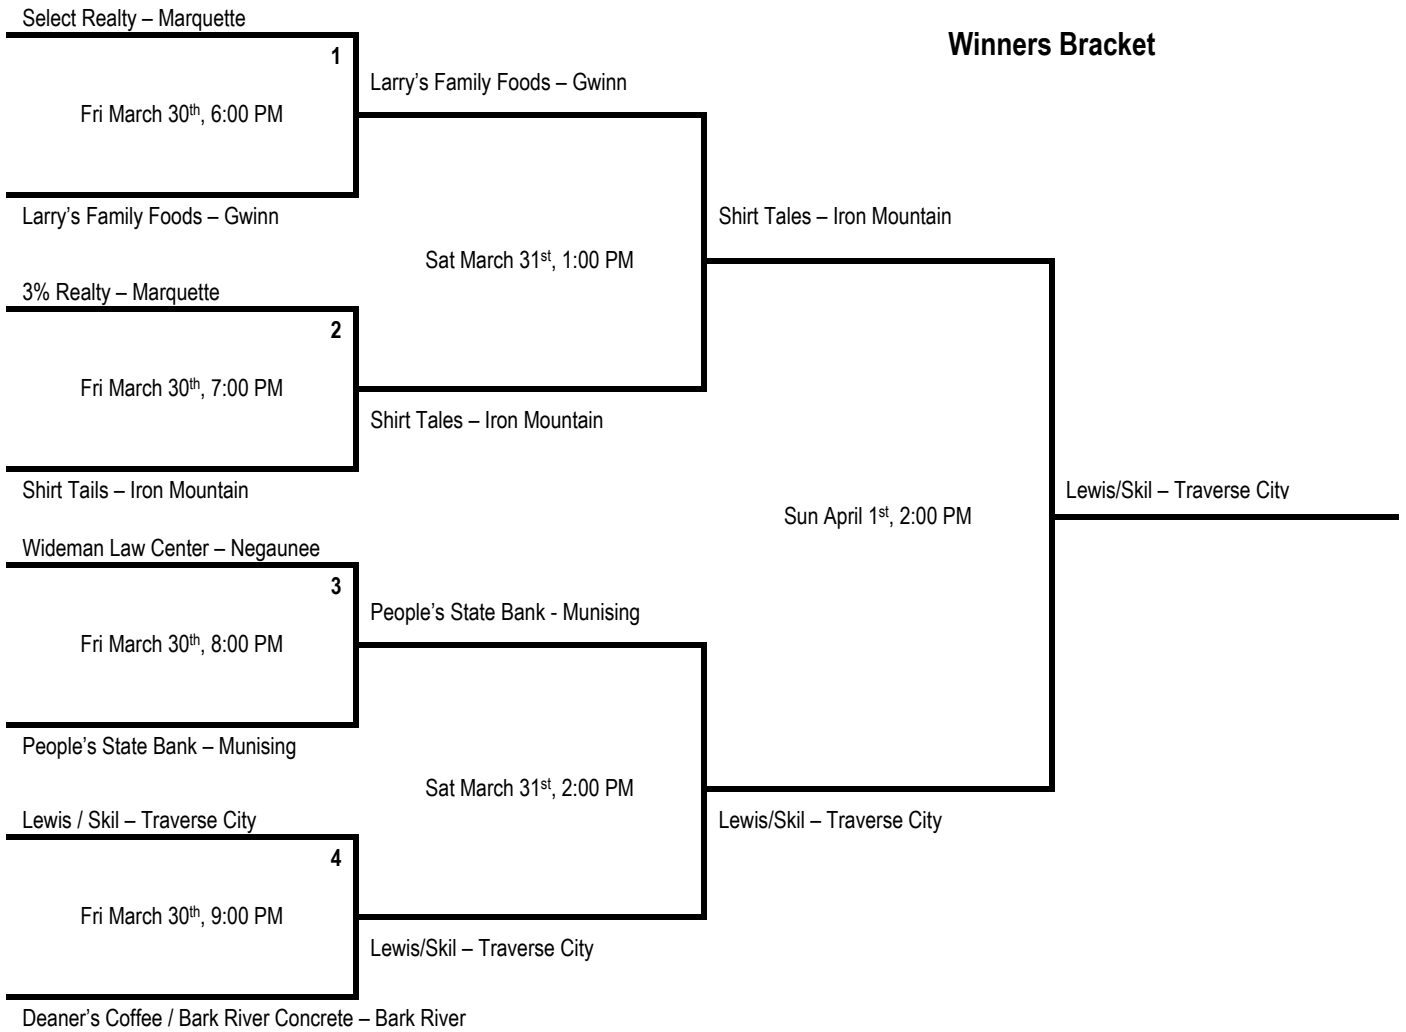 Select Realty – Marquette
Winners Bracket
1
Larry's Family Foods – Gwinn
Fri March 30th, 6:00 PM
Larry's Family Foods – Gwinn
Shirt Tales – Iron Mountain
Sat March 31st, 1:00 PM
3% Realty – Marquette
2
Fri March 30th, 7:00 PM
Shirt Tales – Iron Mountain
Shirt Tails – Iron Mountain
Lewis/Skil – Traverse City
Sun April 1st, 2:00 PM
Wideman Law Center – Negaunee
3
People's State Bank - Munising
Fri March 30th, 8:00 PM
People's State Bank – Munising
Sat March 31st, 2:00 PM
Lewis / Skil – Traverse City
Lewis/Skil – Traverse City
4
Fri March 30th, 9:00 PM
Lewis/Skil – Traverse City
Deaner's Coffee / Bark River Concrete – Bark River